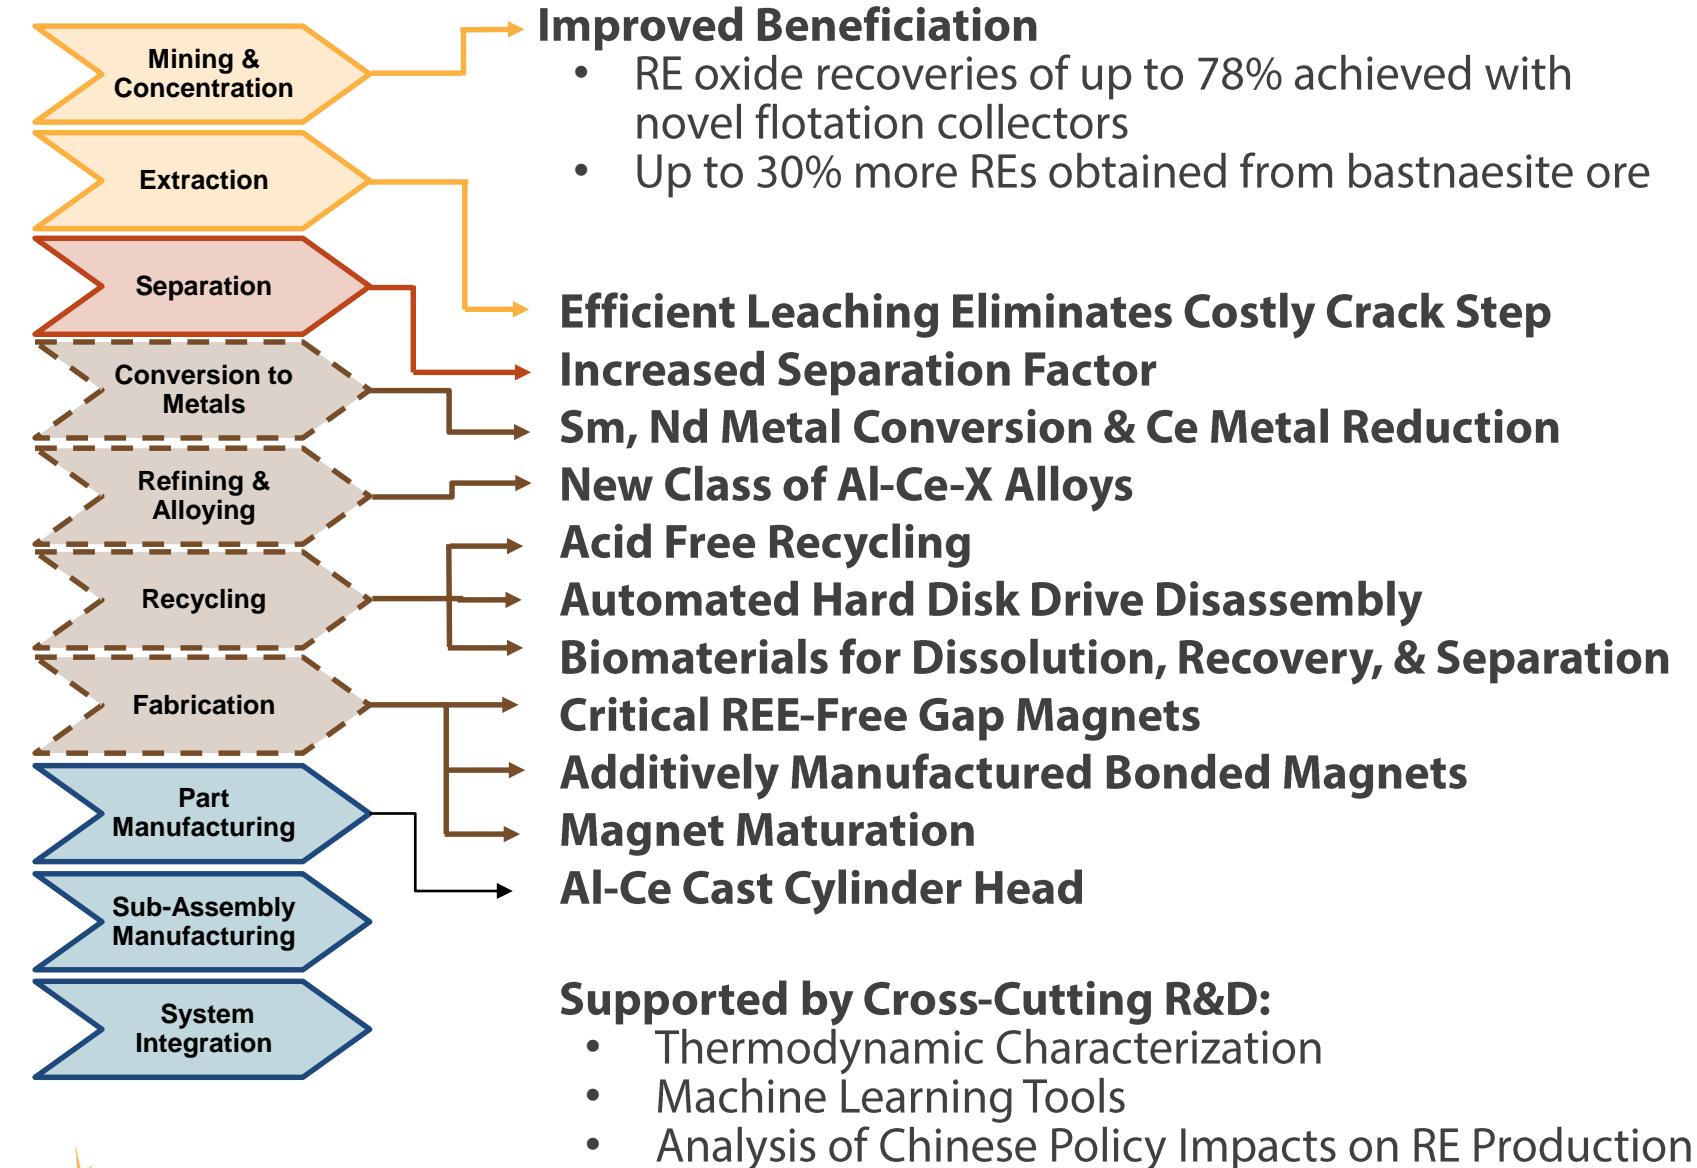 Mining &
Concentration
Extraction
Separation
Conversion to
Metals
Refining &
Alloying
Recycling
Fabrication
Part
Manufacturing
Sub-Assembly
Manufacturing
System
Integration
Improved Beneficiation
• RE oxide recoveries of up to 78% achieved with
novel flotation collectors
• Up to 30% more REs obtained from bastnaesite ore
Efficient Leaching Eliminates Costly Crack Step
Increased Separation Factor
Sm, Nd Metal Conversion & Ce Metal Reduction
New Class of Al-Ce-X Alloys
Acid Free Recycling
Automated Hard Disk Drive Disassembly
Biomaterials for Dissolution, Recovery, & Separation
Critical REE-Free Gap Magnets
Additively Manufactured Bonded Magnets
Magnet Maturation
Al-Ce Cast Cylinder Head
Supported by Cross-Cutting R&D:
• Thermodynamic Characterization
• Machine Learning Tools
• Analysis of Chinese Policy Impacts on RE Production